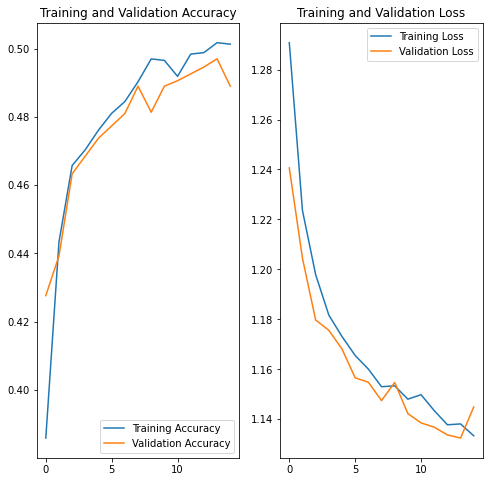 Training and Validation Accuracy
0.50
0.48
0.46
0.44
0.42
0.40
Training Accuracy
Validation Accuracy
0 5 10
Training and Validation Loss
Training Loss
Validation Loss
1.28
1.26
1.24
1.22
1.20
1.18
1.16
1.14
0 5 10